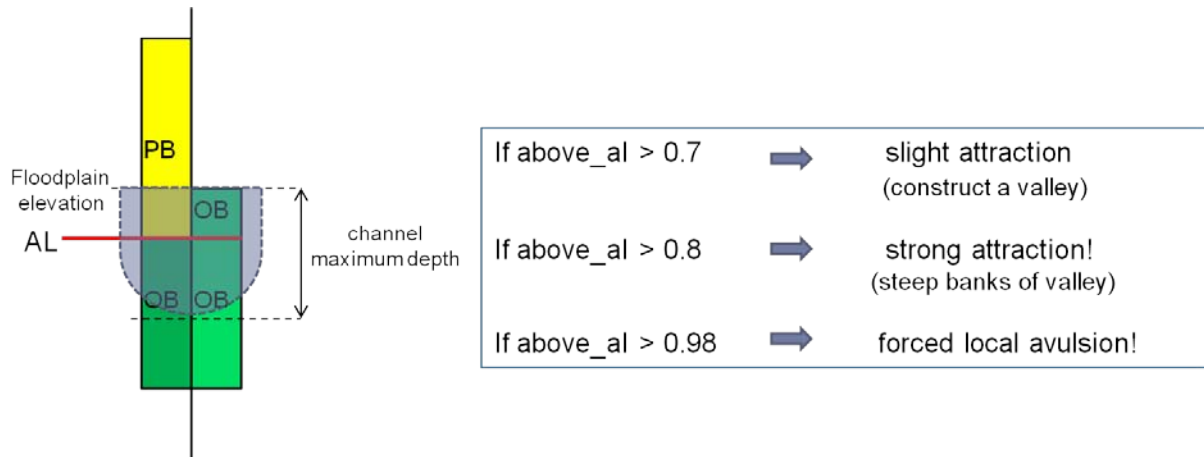 PB
Floodplain
elevation
OB
AL
channel
maximum depth
OB OB
If above_al > 0.7
slight attraction
(construct a valley)
If above_al > 0.8
strong attraction!
(steep banks of valley)
If above_al > 0.98
forced local avulsion!